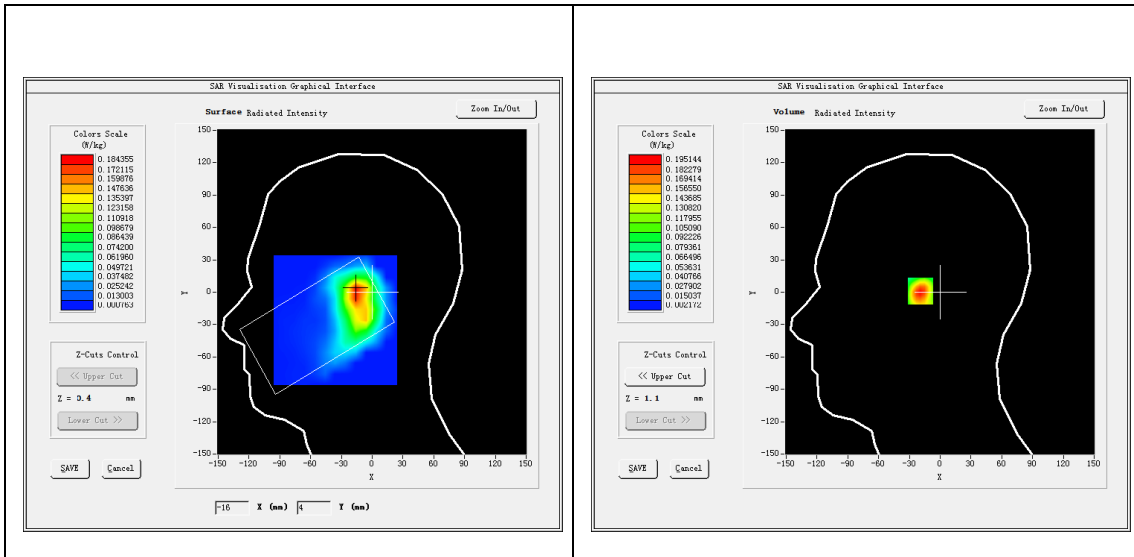 SAR Visualisation Graphical Interface
Surface Radiated Intensity
Zoom In/Out
Colors Scale
(W/kg)
0.184355
0.172115
0.159876
0.147636
0.135397
0.123158
0.110918
0.098679
0.086439
0.074200
0.061960
0.049721
0.037482
0.025242
0.013003
0.000763
Z-Cuts Control
<< Upper Cut
Z = 0.4 mm
Lower Cut >>
SAVE Cancel
150
120
90
60
30
0
-30
-60
-90
-120
-150
Y
-150 -120 -90 -60 -30 0 30 60 90 120 150
X
-16 X (mm) 4 Y (mm)
SAR Visualisation Graphical Interface
Volume Radiated Intensity
Zoom In/Out
Colors Scale
(W/kg)
0.195144
0.182279
0.169414
0.156550
0.143685
0.130820
0.117955
0.105090
0.092226
0.079361
0.066496
0.053631
0.040766
0.027902
0.015037
0.002172
Z-Cuts Control
<< Upper Cut
Z = 1.1 mm
Lower Cut >>
SAVE Cancel
150
120
90
60
30
0
-30
-60
-90
-120
-150
Y
-150 -120 -90 -60 -30 0 30 60 90 120 150
X